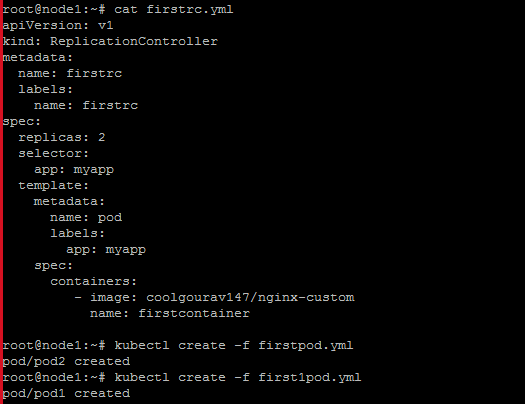 root@node1:~# cat firstrc.yml
apiVersion: v1
kind: ReplicationController
metadata:
  name: firstrc
  labels:
    name: firstrc
spec:
  replicas: 2
  selector:
    app: myapp
  template:
    metadata:
      name: pod
      labels:
        app: myapp
    spec:
      containers:
         - image: coolgourav147/nginx-custom
           name: firstcontainer
root@node1:~# kubectl create -f firstpod.yml
pod/pod2 created
root@node1:~# kubectl create -f first1pod.yml
pod/pod1 created